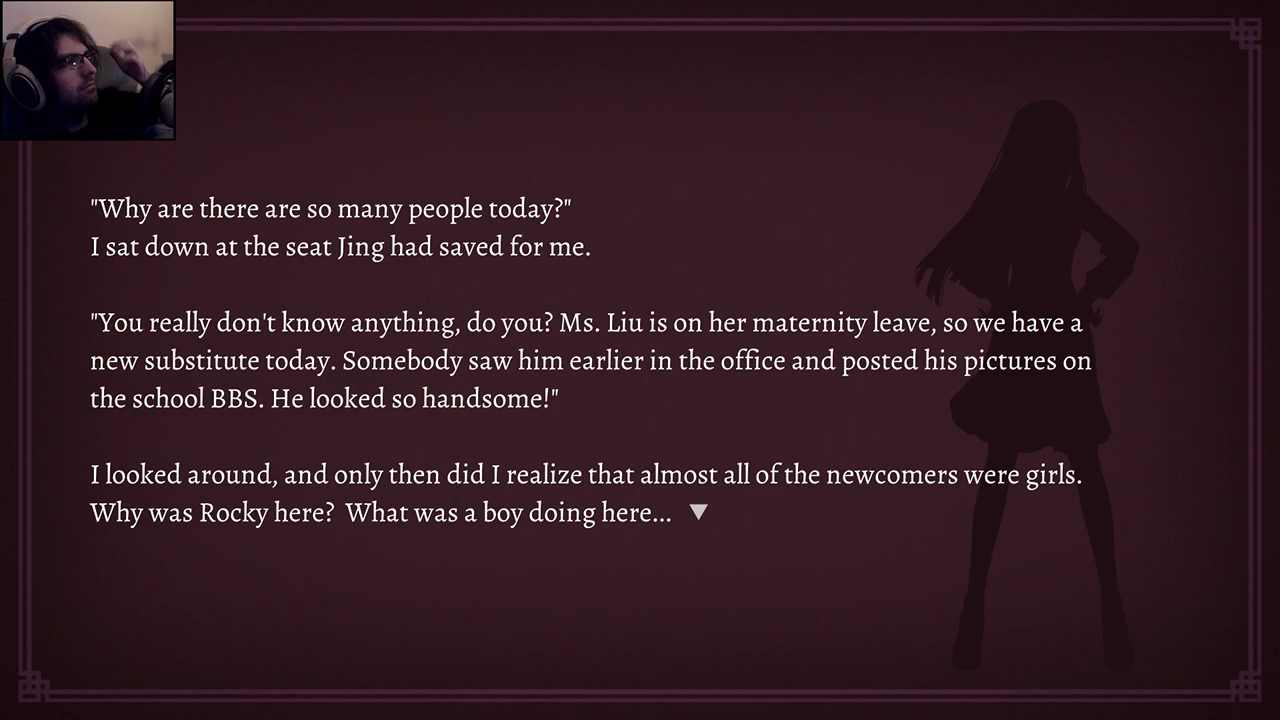 "Why are there are so many people today?"
I sat down at the seat Jing had saved for me.
"You really don't know anything, do you? Ms. Liu is on her maternity leave, so we have a
new substitute today. Somebody saw him earlier in the office and posted his pictures on
the school BBS. He looked so handsome!"
I looked around, and only then did I realize that almost all of the newcomers were girls.
Why was Rocky here?  What was a boy doing here...